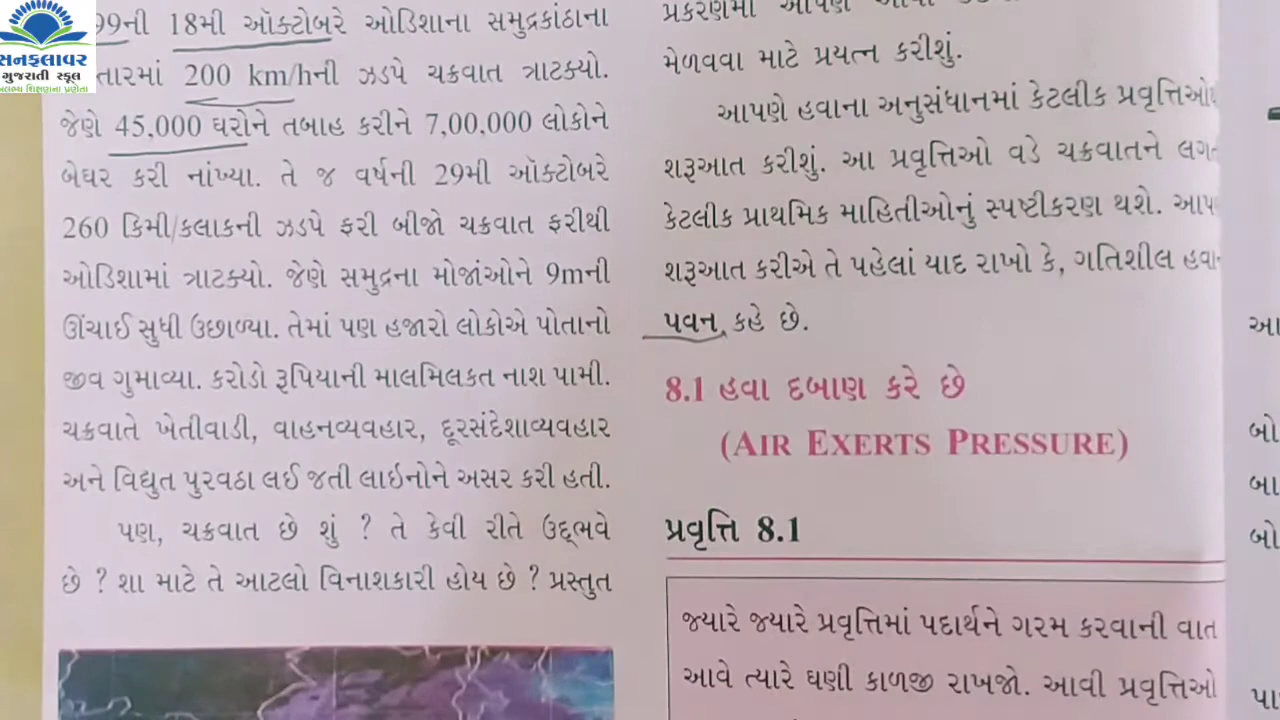 સનફલાવર
ગુજરાતી સ્કૂલ
99ની 18મી ઑક્ટોબરે ઓડિશાના સમુદ્રકાંઠાના
તારમાં 200 km/hની ઝડપે ચક્રવાત ત્રાટક્યો.
જેણે 45,000 ઘરોને તબાહ કરીને 7,00,000 લોકોને
બેઘર કરી નાંખ્યા. તે જ વર્ષની 29મી ઑક્ટોબરે
260 કિમી/કલાકની ઝડપે ફરી બીજો ચક્રવાત ફરીથી
ઓડિશામાં ત્રાટક્યો. જેણે સમુદ્રના મોજાંઓને 9mની
ઊંચાઈ સુધી ઉછાળ્યા. તેમાં પણ હજારો લોકોએ પોતાનો
જીવ ગુમાવ્યા. કરોડો રૂપિયાની માલમિલકત નાશ પામી.
ચક્રવાતે ખેતીવાડી, વાહનવ્યવહાર, દૂરસંદેશાવ્યવહાર
અને વિદ્યુત પુરવઠા લઈ જતી લાઇનોને અસર કરી હતી.
પણ, ચક્રવાત છે શું ? તે કેવી રીતે ઉદ્ભવે
છે ? શા માટે તે આટલો વિનાશકારી હોય છે ? પ્રસ્તુત
મેળવવા માટે પ્રયત્ન કરીશું.
આપણે હવાના અનુસંધાનમાં કેટલીક પ્રવૃત્તિઓ
શરૂઆત કરીશું. આ પ્રવૃત્તિઓ વડે ચક્રવાતને લગત
કેટલીક પ્રાથમિક માહિતીઓનું સ્પષ્ટીકરણ થશે. આપ
શરૂઆત કરીએ તે પહેલાં યાદ રાખો કે, ગતિશીલ હવા
પવન કહે છે.
8.1 હવા દબાણ કરે છે
(AIR EXERTS PRESSURE)
પ્રવૃત્તિ 8.1
જ્યારે જ્યારે પ્રવૃત્તિમાં પદાર્થને ગરમ કરવાની વાત
આવે ત્યારે ઘણી કાળજી રાખજો. આવી પ્રવૃત્તિઓ
આ
બો
બા
બો
પા